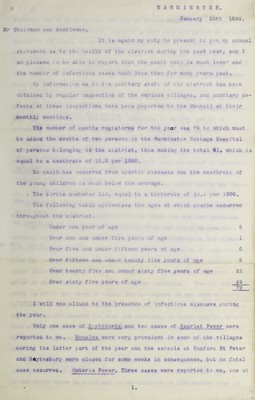 WARMINSTER.
January 18th
Mr Chairman and Gentlemen,
It is again my duty to present to you my annual
statement as to the health of the district during the past year, and I
am pleased to be able to report that the death rate is much lower and
the number of infectious cases much less than for many years past.
My information as to the sanitary state of the district has been
obtained by regular inspection of the various villages, and sanitary de-
fects at these inspections have been reported to the Council at their
monthly meetings.
The number of deaths registered for the year was 79 to which must
be added the deaths of two persons in the Warminster Cottage Hospital
of persons belonging to the district, thus making the total 81, which is
equal to a deathrate of per 1000.
No death has occurred from zymotic diseases and the deathrate of
the young children is much below the average.
The births numbered equal to a birthrate of per 1000.
The following table epitomises the ages at which deaths occurred
throughout the district:
Under one year of age
Over one and under five years of age 1
Over five and under fifteen years of age
Over fifteen and under twenty five years of age
Over twenty five and under sixty five years of age
Over sixty five years of age
I will now allude to the presence of infectious diseases during
the year.
Only one case of Diphtheria and two cases of Scarlet Fever were
reported to me. Measles were very prevalent in some of the villages
during the latter part of the year and the schools at Codford St Peter
and Heytesbury were closed for some weeks in consequence, but no fatal
case occurred. Enteric Fever. Three cases were reported to me, one at
1.